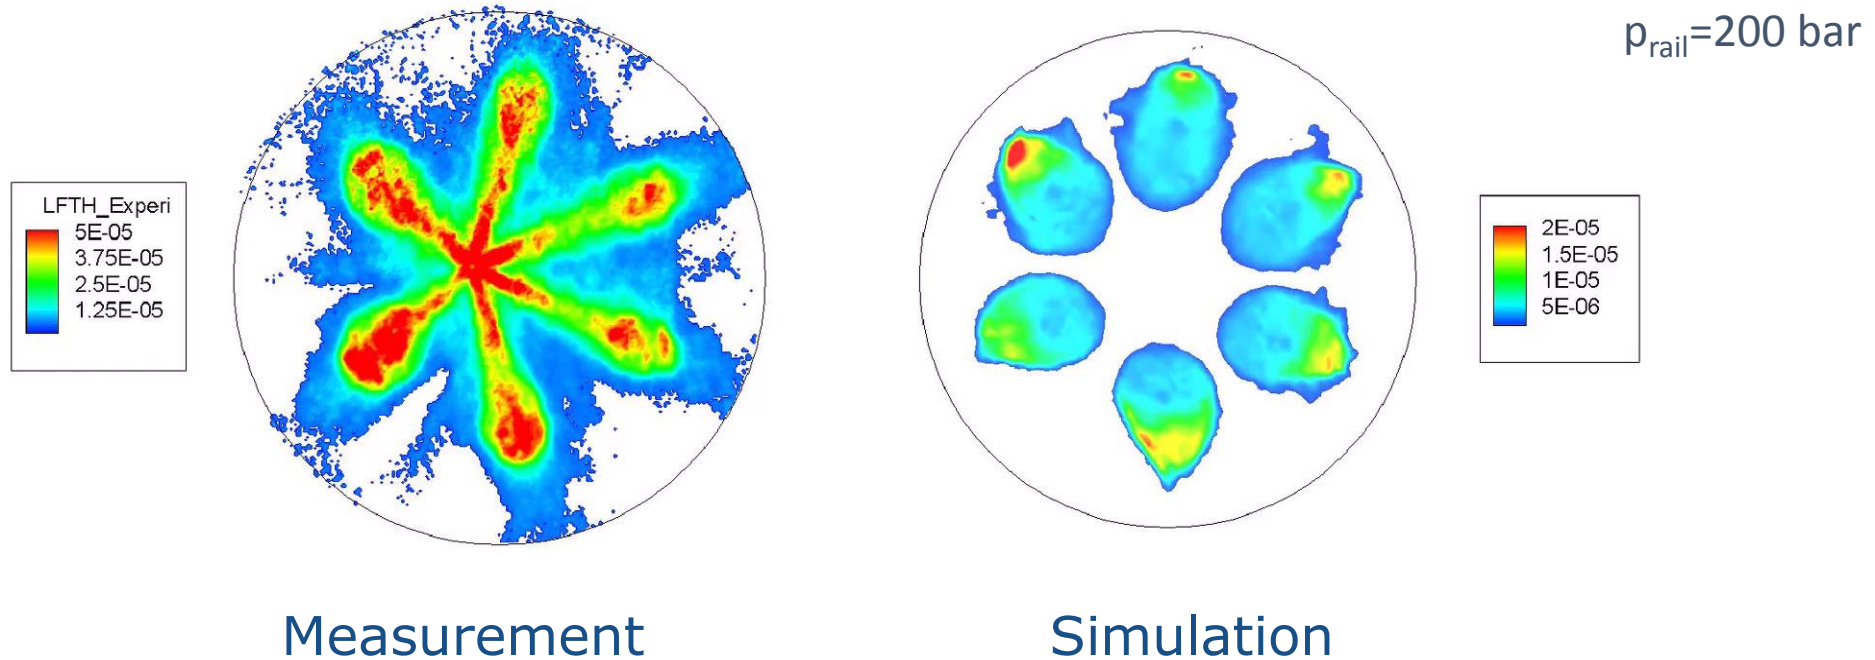 p_rail=200 bar
LFTH_Experi
5E-05
3.75E-05
2.5E-05
1.25E-05
2E-05
1.5E-05
1E-05
5E-06
Measurement
Simulation